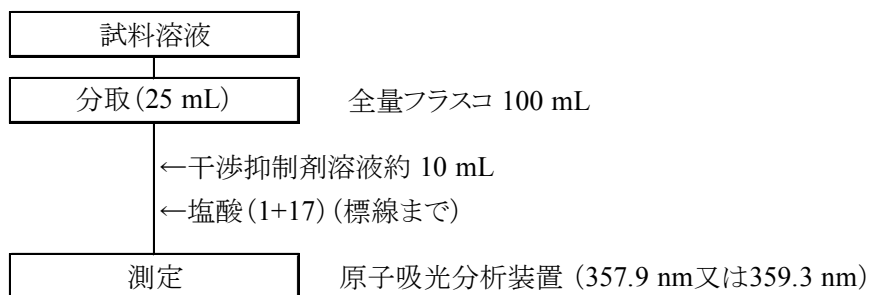 試料溶液
分取(25 mL) 全量フラスコ 100 mL
←干渉抑制剤溶液約 10 mL
←塩酸(1+17)(標線まで)
測定 原子吸光分析装置 (357.9 nm又は359.3 nm)